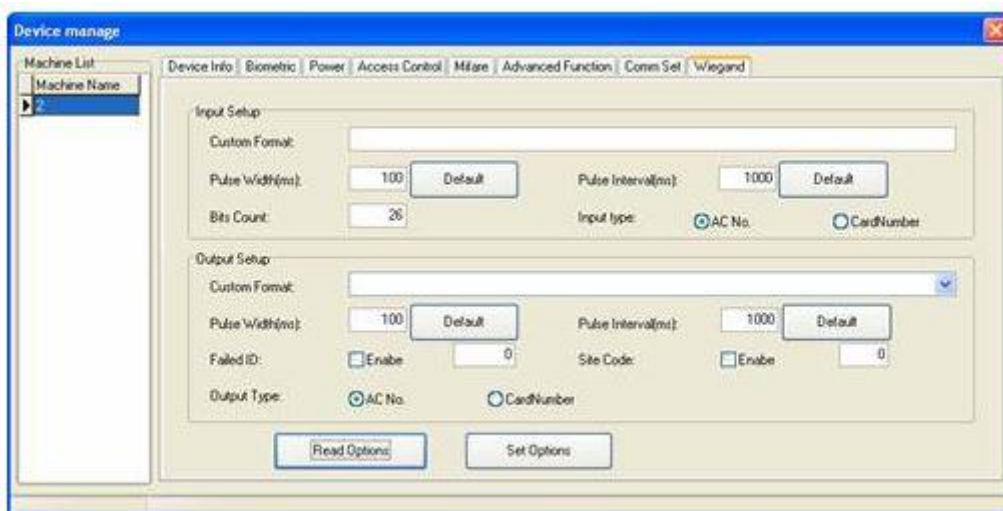 Device manage
Machine List
Machine Name
2
Device Info Biometric Power Access Control Mifare Advanced Function Comm Set Wiegand
Input Setup
Custom Format:
Pulse Width(ms): 100 Default Pulse Interval(ms): 1000 Default
Bits Count: 26 Input type: AC No. CardNumber
Output Setup
Custom Format:
Pulse Width(ms): 100 Default Pulse Interval(ms): 1000 Default
Failed ID: Enabe 0 Site Code: Enabe 0
Output Type: AC No. CardNumber
Read Options Set Options